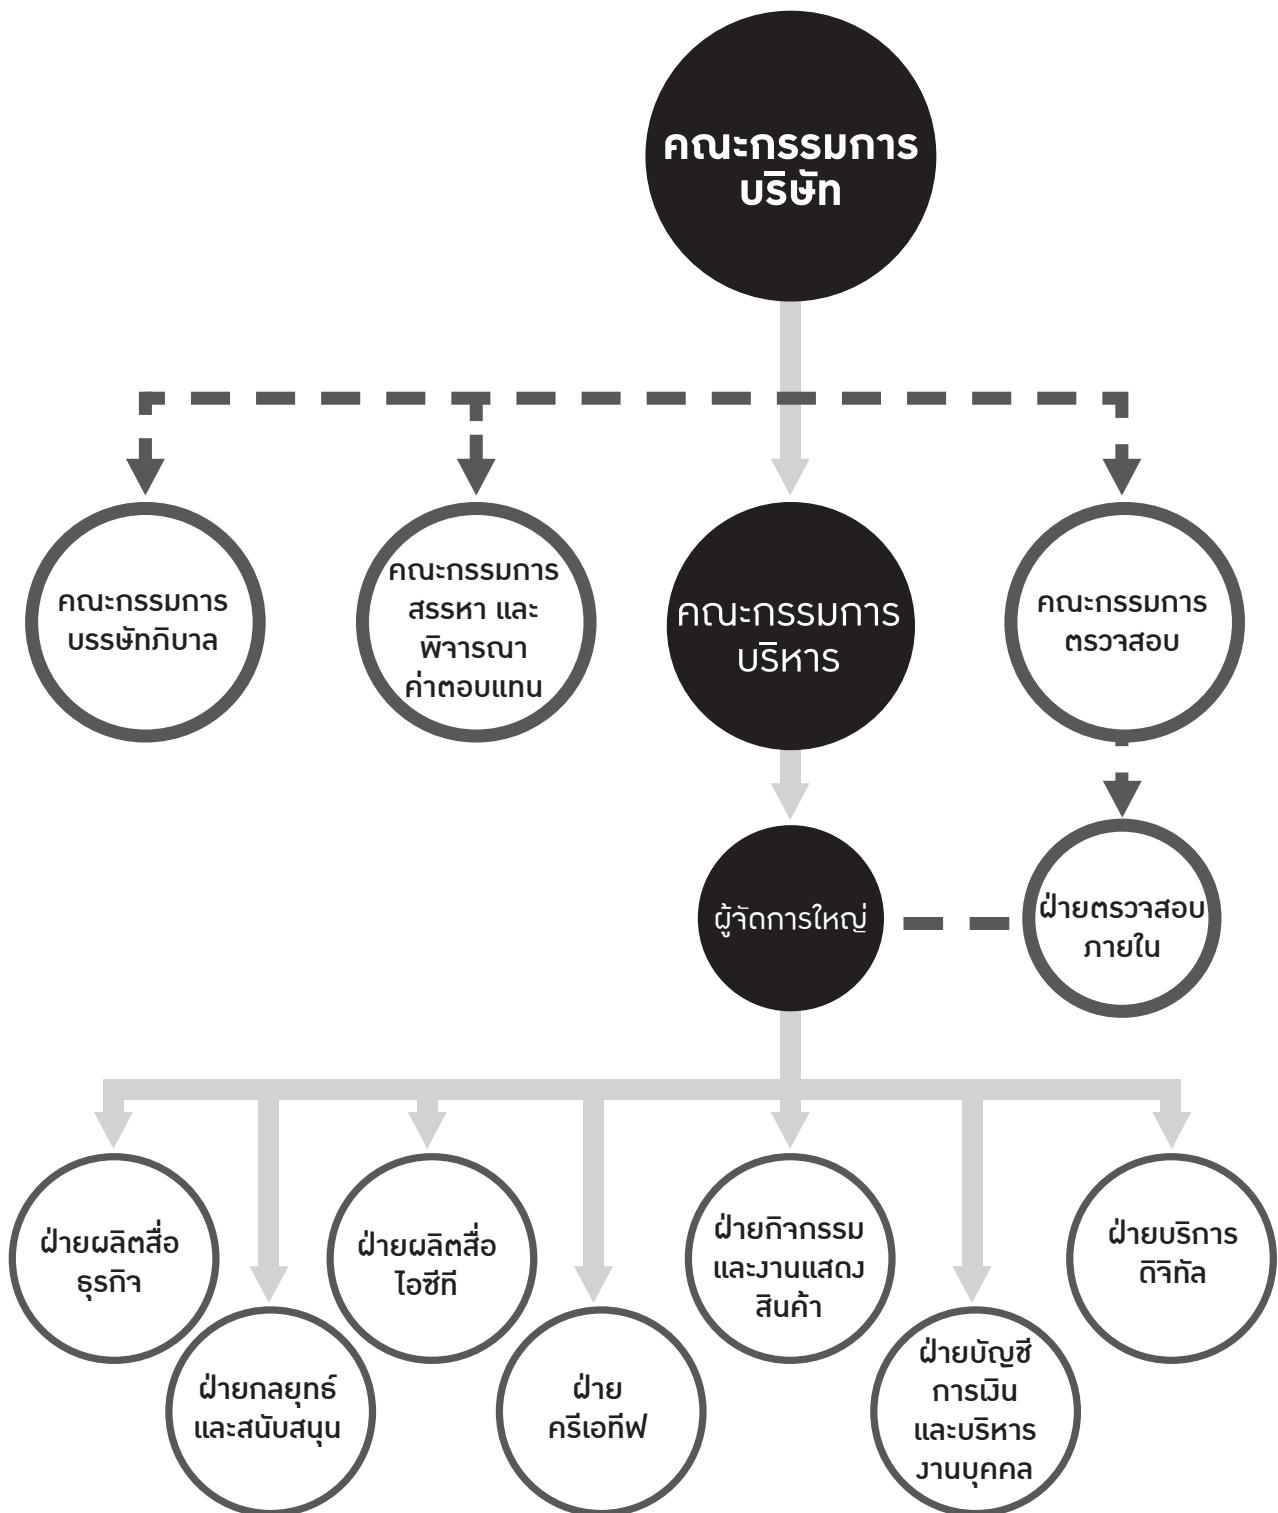 คณะกรรมการ
บริษัท
คณะกรรมการ
บรรษัทภิบาล
คณะกรรมการ
สรรหา และ
พิจารณา
ค่าตอบแทน
คณะกรรมการ
บริหาร
คณะกรรมการ
ตรวจสอบ
ผู้จัดการใหญ่
ฝ่ายตรวจสอบ
ภายใน
ฝ่ายผลิตสื่อ
ธุรกิจ
ฝ่ายกลยุทธ์
และสนับสนุน
ฝ่ายผลิตสื่อ
ไอซีที
ฝ่าย
ครีเอทีฟ
ฝ่ายกิจกรรม
และงานแสดง
สินค้า
ฝ่ายบัญชี
การเงิน
และบริหาร
งานบุคคล
ฝ่ายบริการ
ดิจิทัล